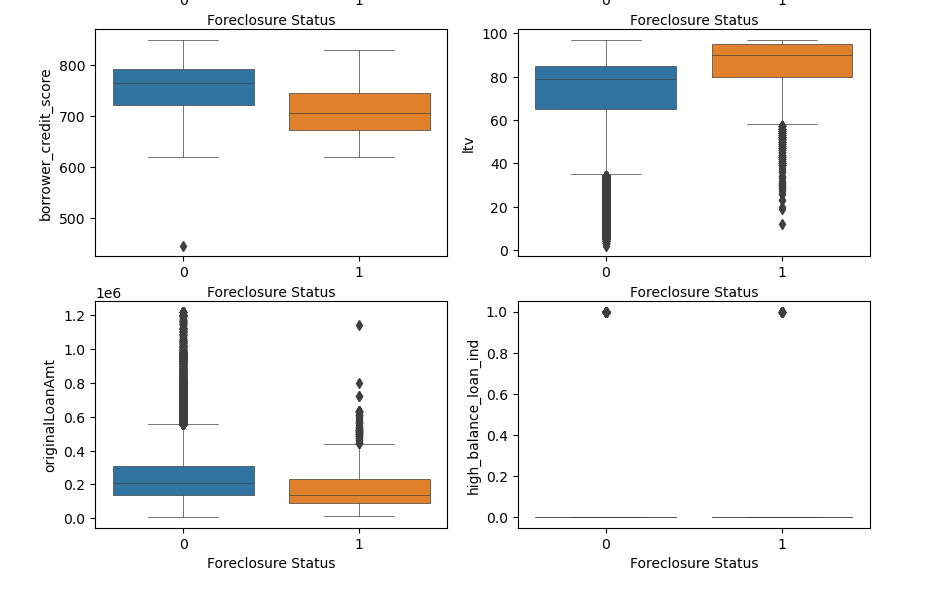 0 1 0 1
Foreclosure Status Foreclosure Status
borrower_credit_score
800
700
600
500
0 1
Foreclosure Status
ltv
100
80
60
40
20
0
0 1
Foreclosure Status
1e6
originalLoanAmt
1.2
1.0
0.8
0.6
0.4
0.2
0.0
0 1
Foreclosure Status
high_balance_loan_ind
1.0
0.8
0.6
0.4
0.2
0.0
0 1
Foreclosure Status